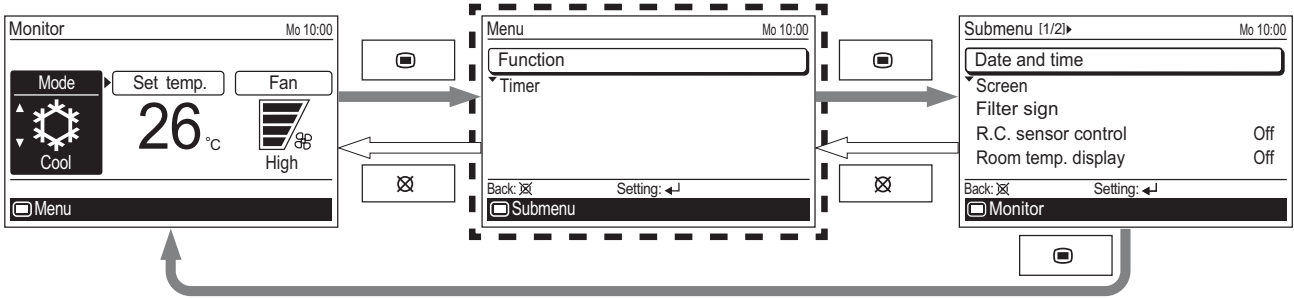 Monitor Mo 10:00
Mode Set temp. Fan
26 °C
Cool High
Menu
Menu Mo 10:00
Function
Timer
Back: Setting:
Submenu
Submenu [1/2] Mo 10:00
Date and time
Screen
Filter sign
R.C. sensor control Off
Room temp. display Off
Back: Setting:
Monitor